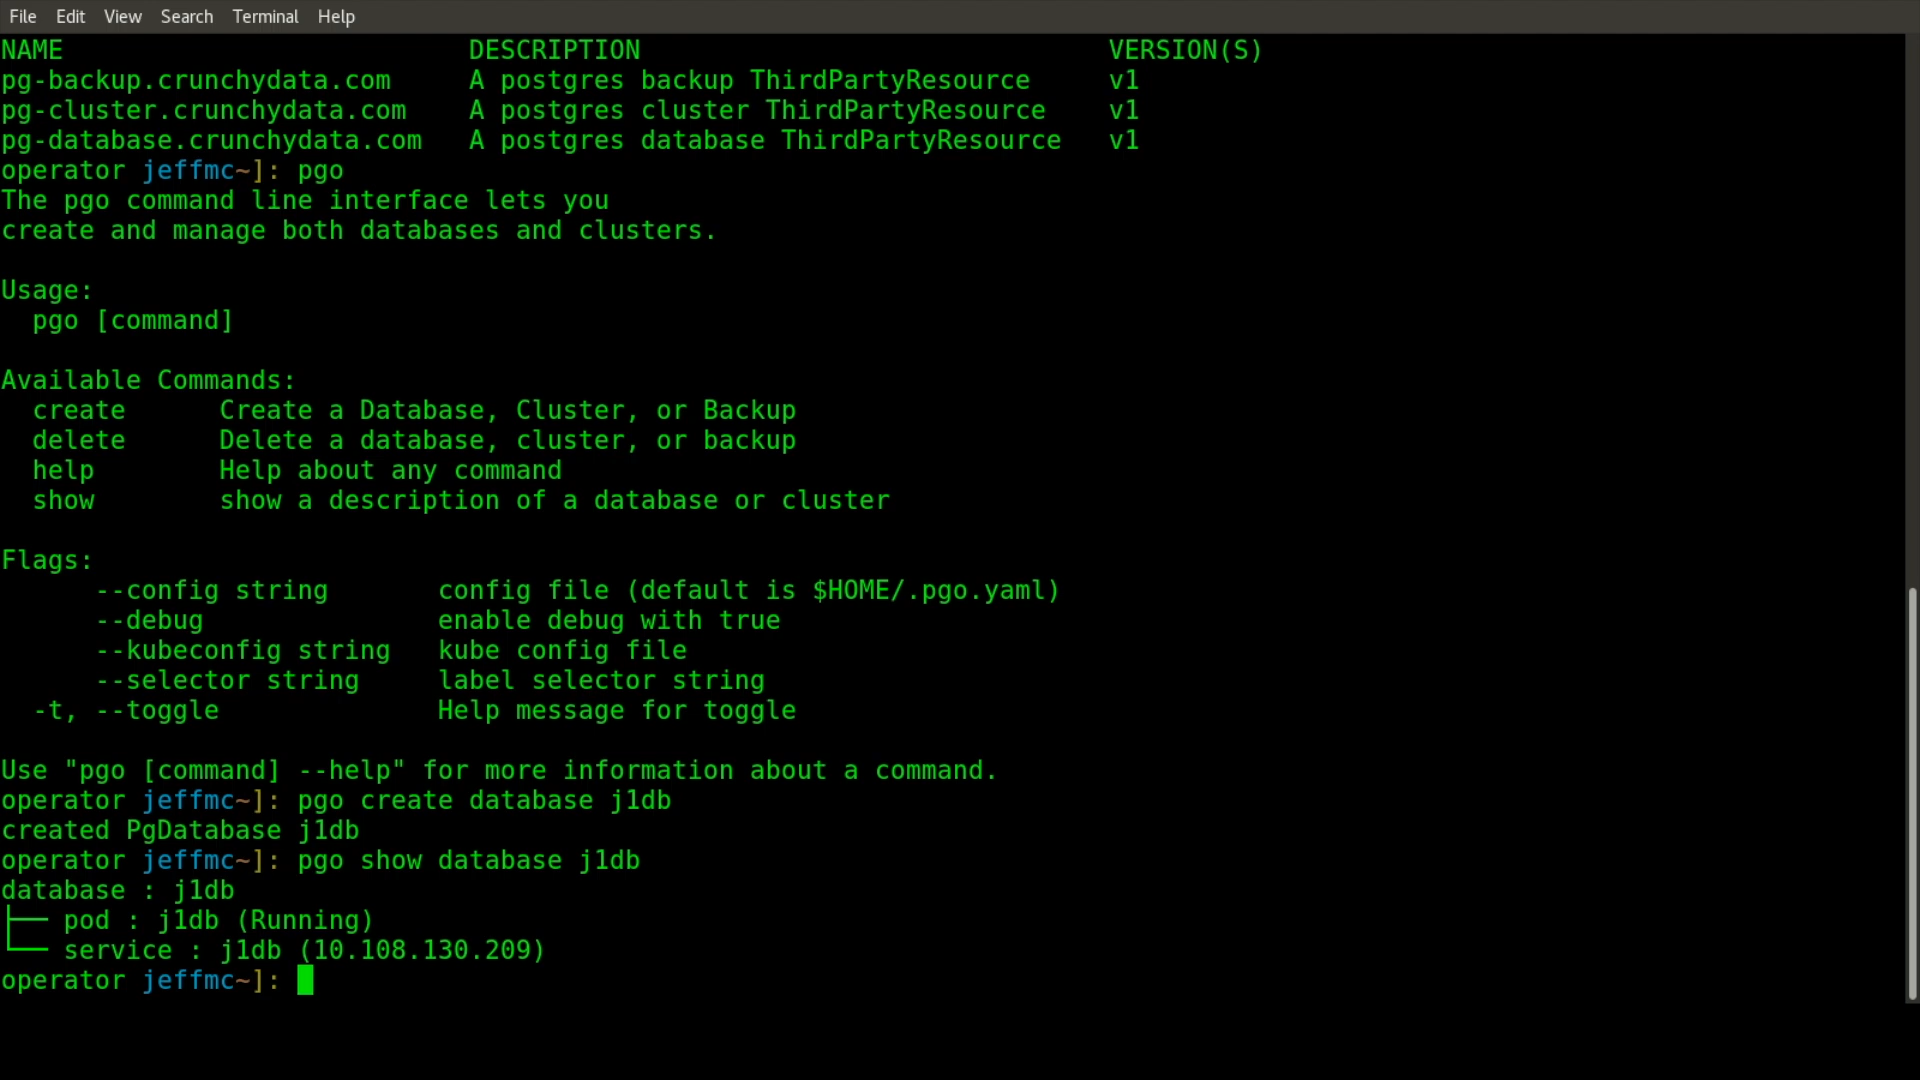 File Edit View Search Terminal Help
NAME DESCRIPTION VERSION(S)
pg-backup.crunchydata.com A postgres backup ThirdPartyResource v1
pg-cluster.crunchydata.com A postgres cluster ThirdPartyResource v1
pg-database.crunchydata.com A postgres database ThirdPartyResource v1
operator jeffmc~]: pgo
The pgo command line interface lets you
create and manage both databases and clusters.
Usage:
pgo [command]
Available Commands:
create Create a Database, Cluster, or Backup
delete Delete a database, cluster, or backup
help Help about any command
show show a description of a database or cluster
Flags:
--config string config file (default is $HOME/.pgo.yaml)
--debug enable debug with true
--kubeconfig string kube config file
--selector string label selector string
-t, --toggle Help message for toggle
Use "pgo [command] --help" for more information about a command.
operator jeffmc~]: pgo create database j1db
created PgDatabase j1db
operator jeffmc~]: pgo show database j1db
database : j1db
├── pod : j1db (Running)
└── service : j1db (10.108.130.209)
operator jeffmc~]: